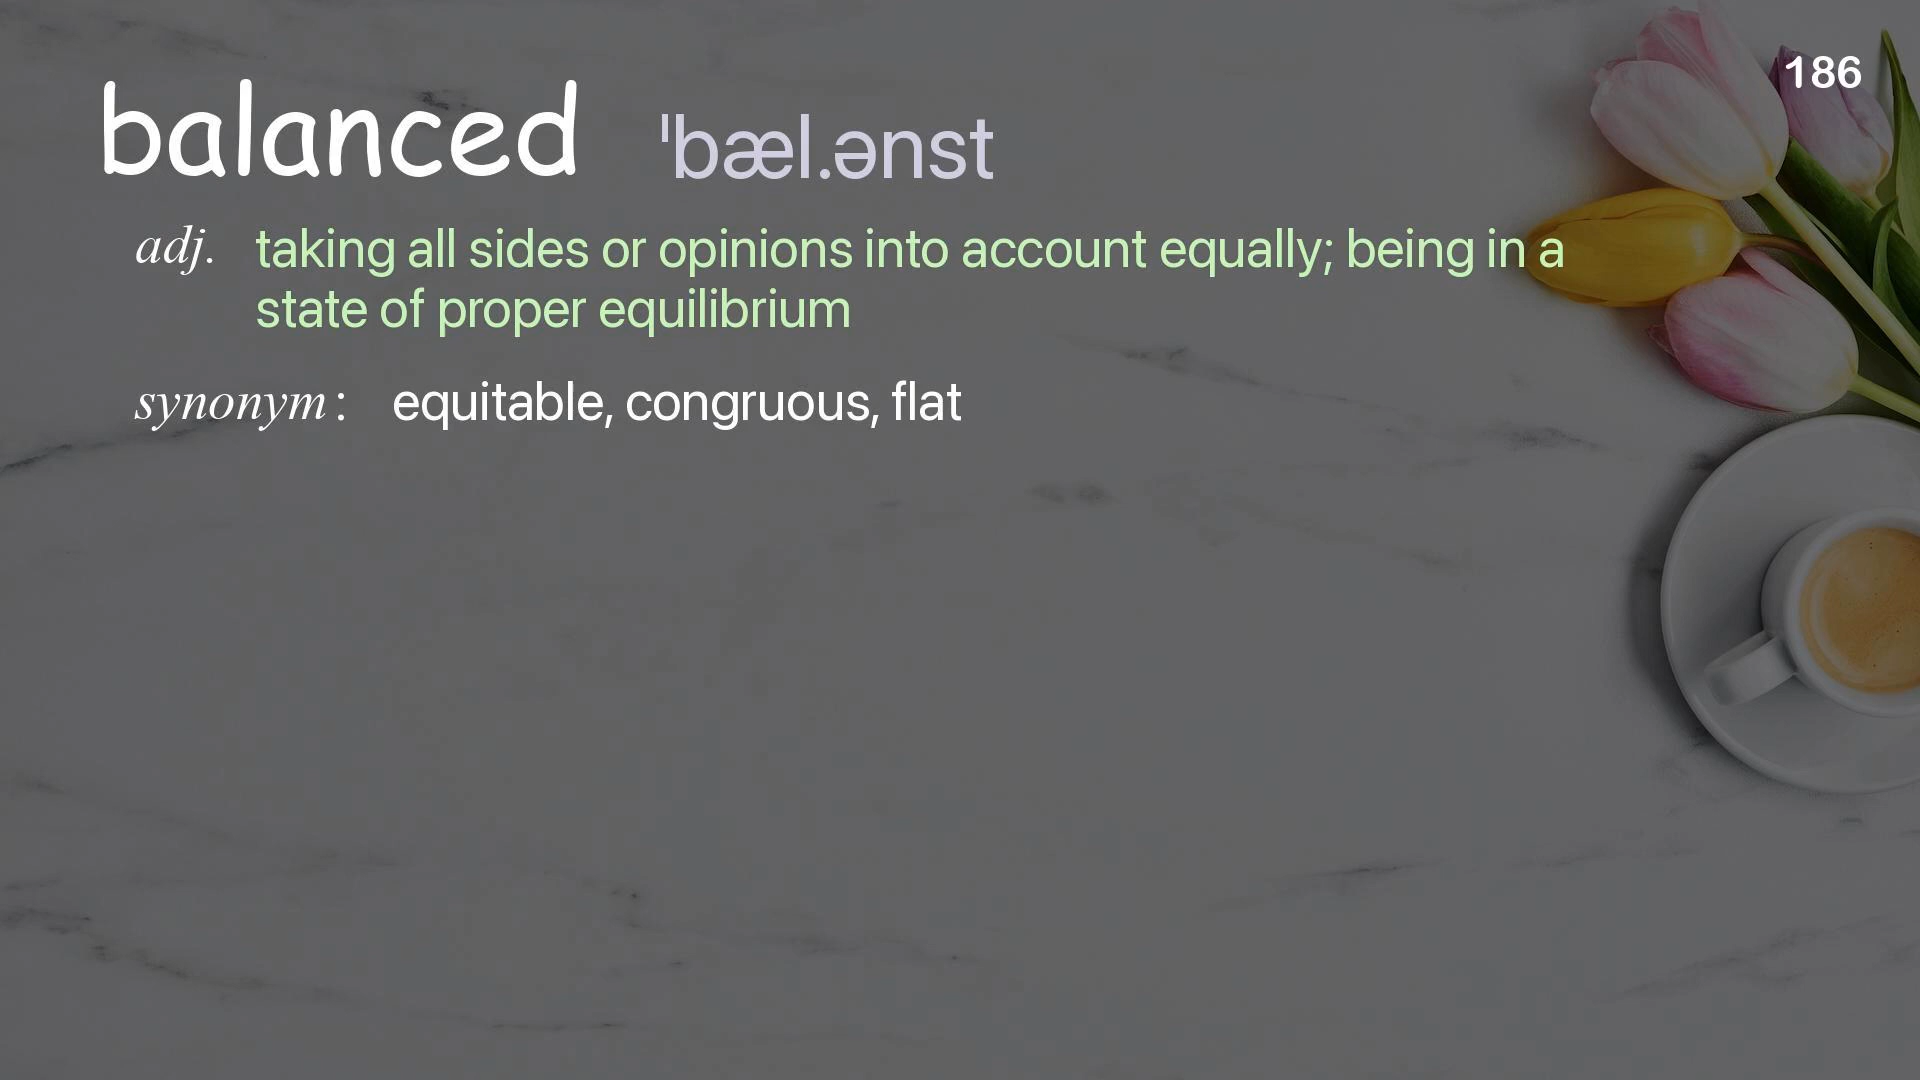 186
balanced ˈbæl.ənst
adj. taking all sides or opinions into account equally; being in a
state of proper equilibrium
synonym: equitable, congruous, flat